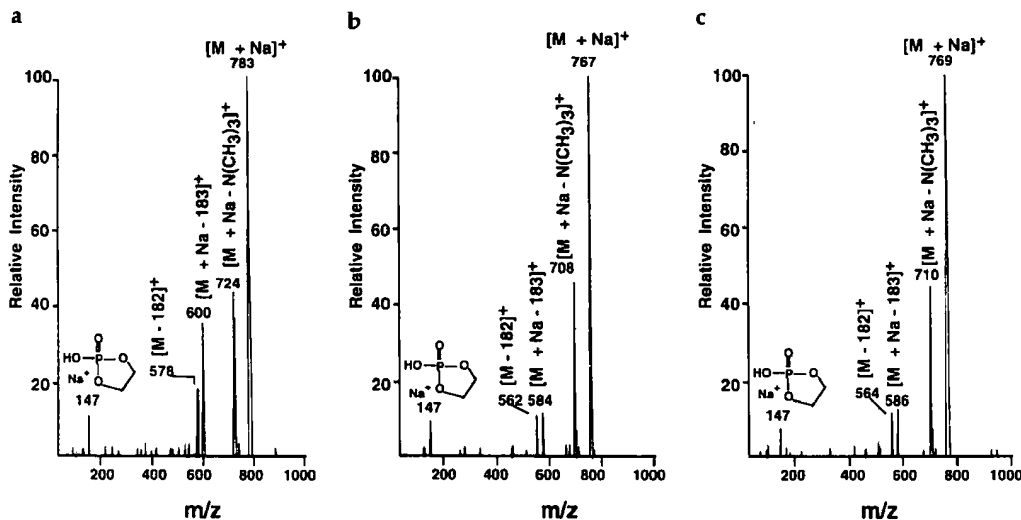 a
[M + Na]+
783
100
80
60
40
20
Relative Intensity
[M + Na - N(CH3)3]+
724
[M + Na - 183]+
600
[M - 182]+
578
O
HO P O
Na+ O
147
200 400 600 800 1000
m/z
b
[M + Na]+
767
100
80
60
40
20
Relative Intensity
[M + Na - N(CH3)3]+
708
[M + Na - 183]+
584
[M - 182]+
562
O
HO P O
Na+ O
147
200 400 600 800 1000
m/z
c
[M + Na]+
769
100
80
60
40
20
Relative Intensity
[M + Na - N(CH3)3]+
710
[M + Na - 183]+
586
[M - 182]+
564
O
HO P O
Na+ O
147
200 400 600 800 1000
m/z